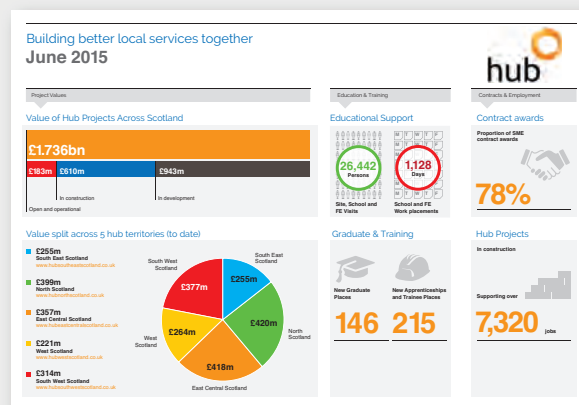 Building better local services together
June 2015
hub
Project Values
Education & Training
Contracts & Employment
Value of Hub Projects Across Scotland
£1.736bn
£183m
£610m
£943m
In construction
In development
Open and operational
Educational Support
M T W T F
26,442
Persons
1,128
Days
Site, School and
FE Visits
School and FE
Work placements
Contract awards
Proportion of SME
contract awards
78%
Value split across 5 hub territories (to date)
£255m
South East Scotland
www.hubsoutheastscotland.co.uk
£399m
North Scotland
www.hubnorthscotland.co.uk
£357m
East Central Scotland
www.hubeastcentralscotland.co.uk
£221m
West Scotland
www.hubwestscotland.co.uk
£314m
South West Scotland
www.hubsouthwestscotland.co.uk
South West
Scotland
South East
Scotland
£377m
£255m
£264m
£420m
£418m
West
Scotland
North
Scotland
East Central Scotland
Graduate & Training
New Graduate
Places
New Apprenticeships
and Trainee Places
146
215
Hub Projects
In construction
Supporting over
7,320 jobs